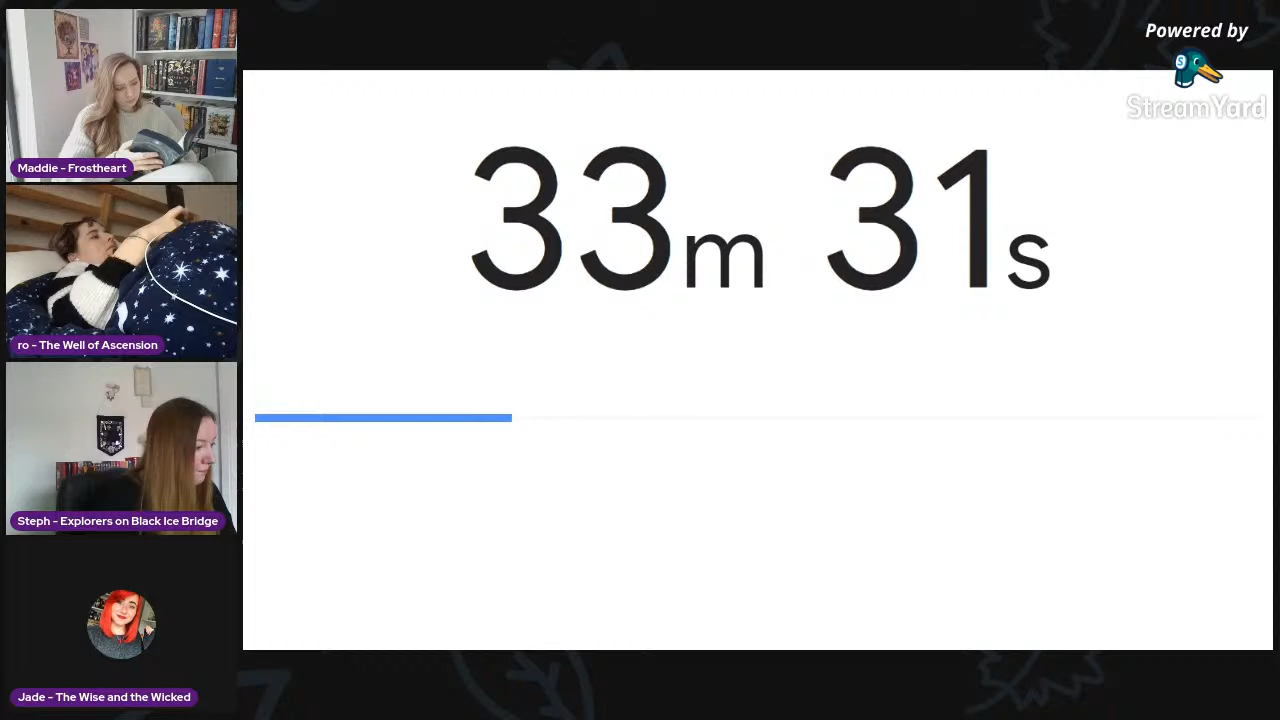 Powered by
StreamYard
33m 31s
Maddie - Frostheart
ro - The Well of Ascension
Steph - Explorers on Black Ice Bridge
Jade - The Wise and the Wicked